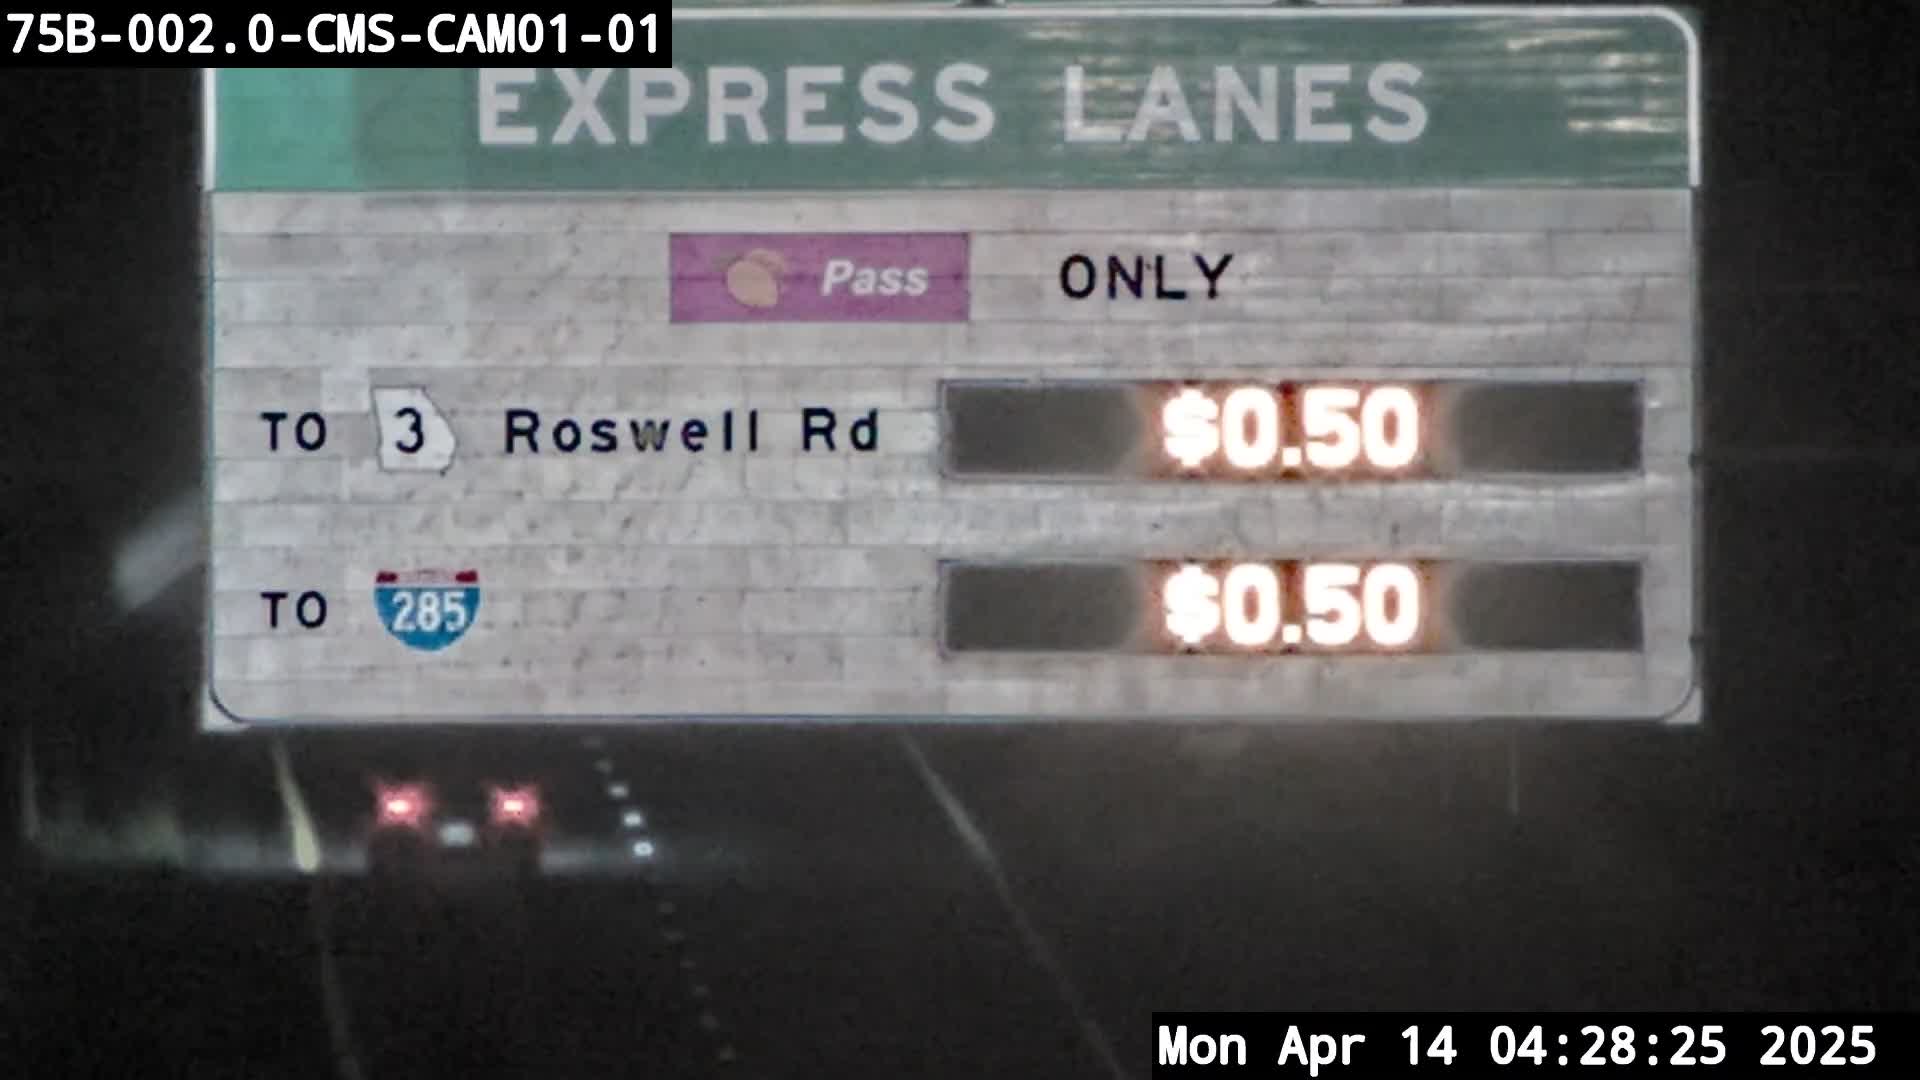 75B-002.0-CMS-CAM01-01
EXPRESS LANES
Pass ONLY
TO 3 Roswell Rd $0.50
TO 285 $0.50
Mon Apr 14 04:28:25 2025